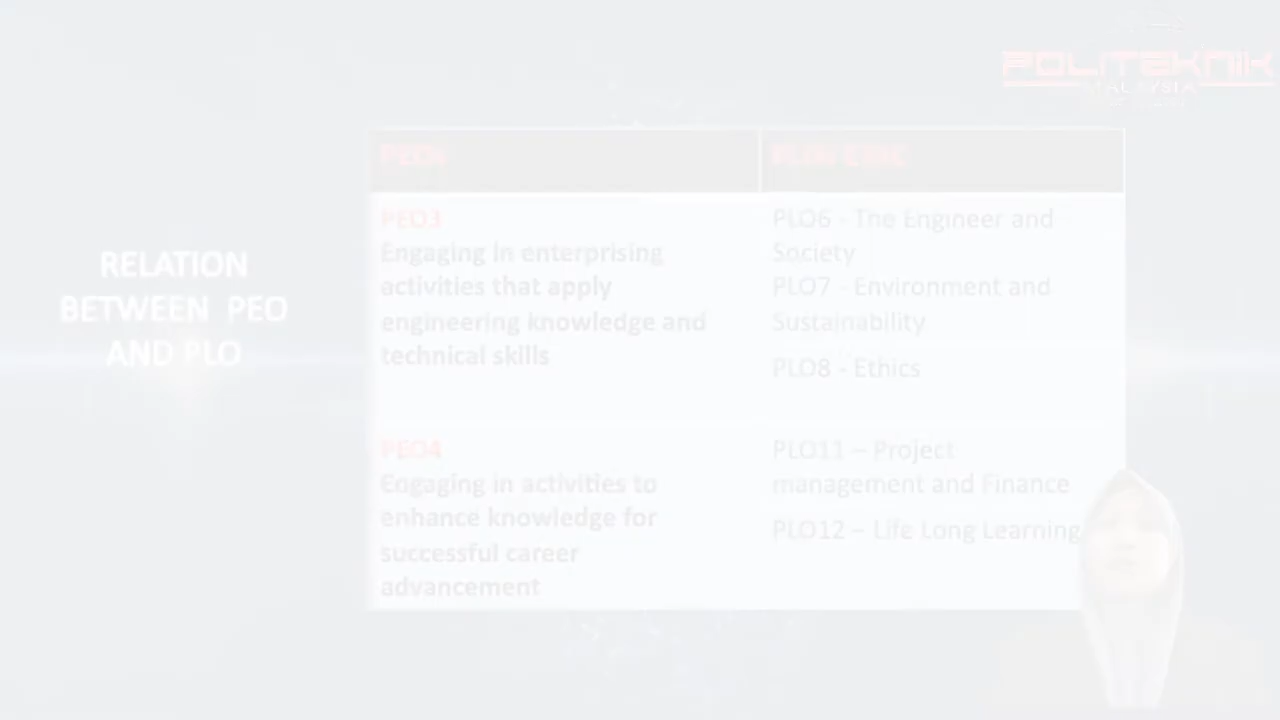 POLITEKNIK
MALAYSIA
RELATION
BETWEEN PEO
AND PLO
PEOs
PEO3
Engaging in enterprising
activities that apply
engineering knowledge and
technical skills
PLO6 - The Engineer and
Society
PLO7 - Environment and
Sustainability
PLO8 - Ethics
PEO4
Engaging in activities to
enhance knowledge for
successful career
advancement
PLO11 – Project
management and Finance
PLO12 – Life Long Learning